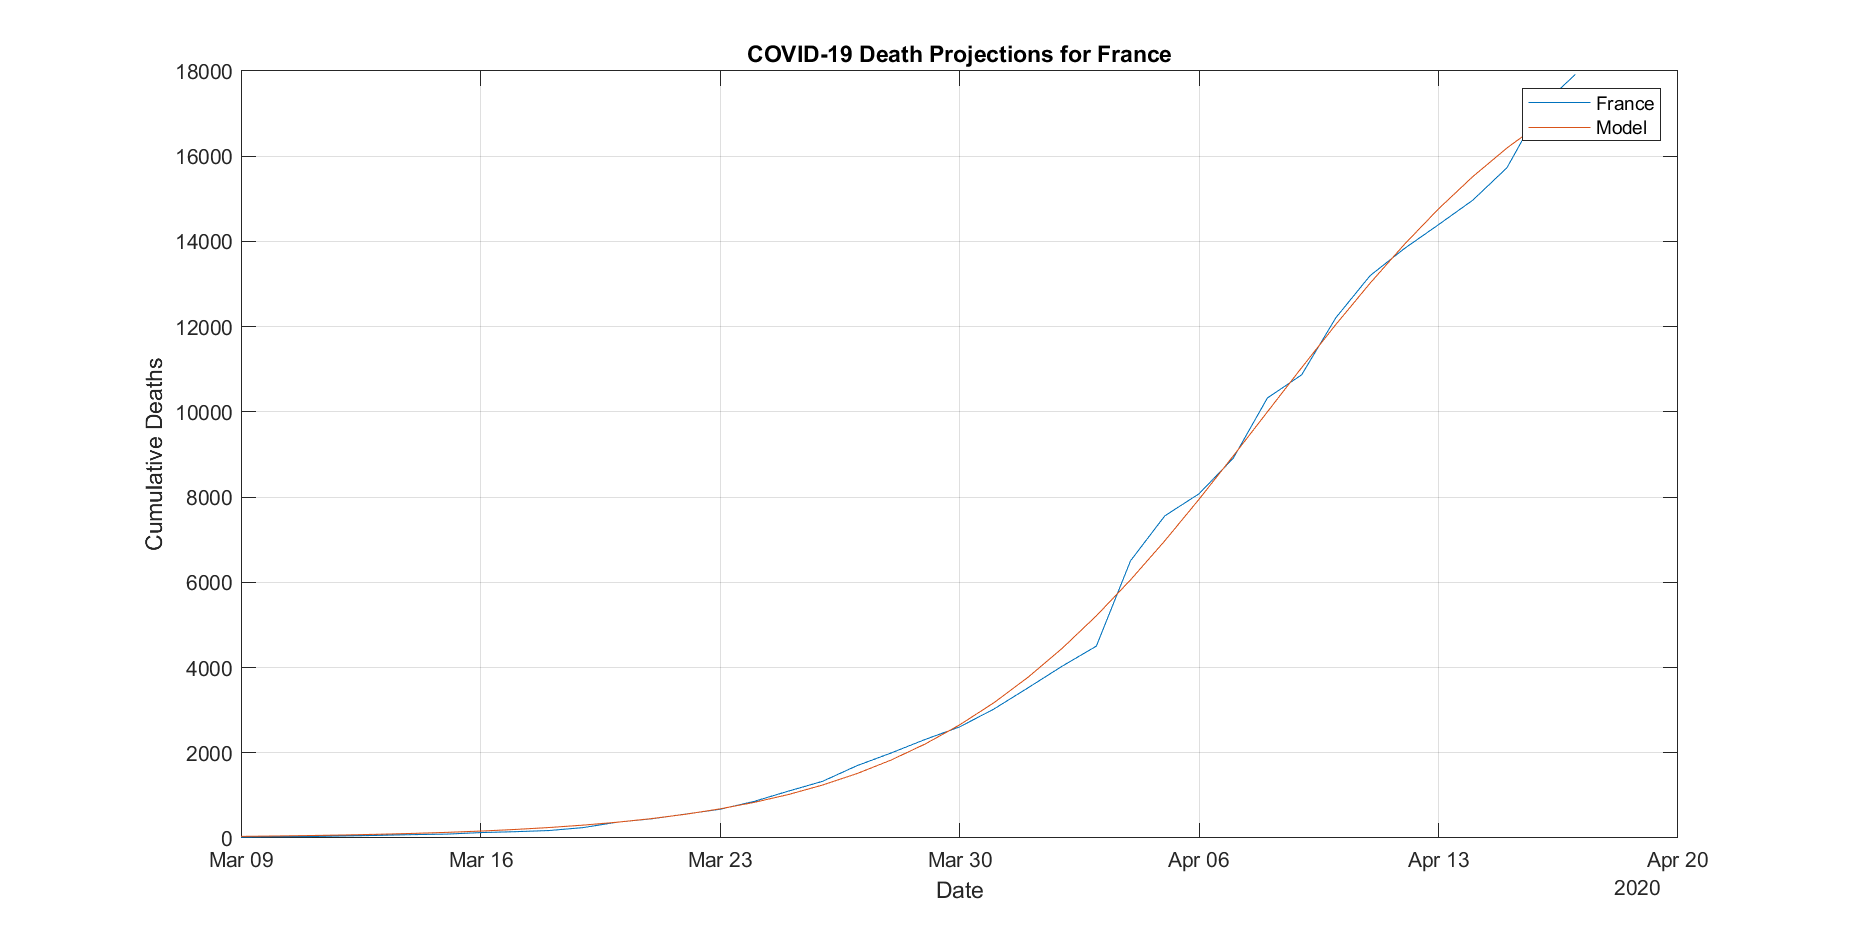 COVID-19 Death Projections for France
18000
16000
14000
12000
10000
8000
6000
4000
2000
0
Cumulative Deaths
France
Model
Mar 09 Mar 16 Mar 23 Mar 30 Apr 06 Apr 13 Apr 20
2020
Date